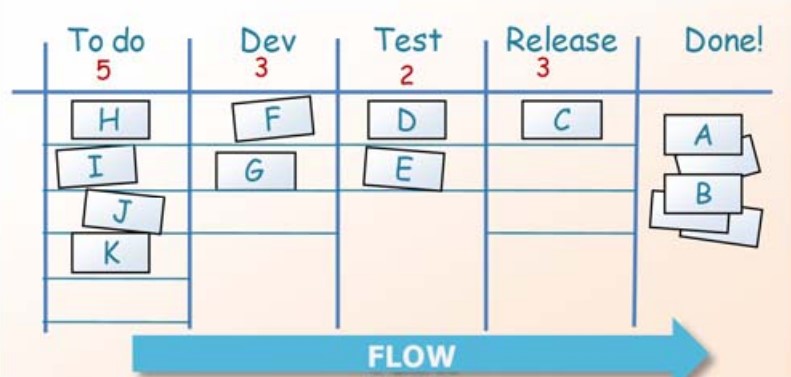 To do Dev Test Release Done!
5 3 2 3
H F D C A
I G E
J B
K
FLOW